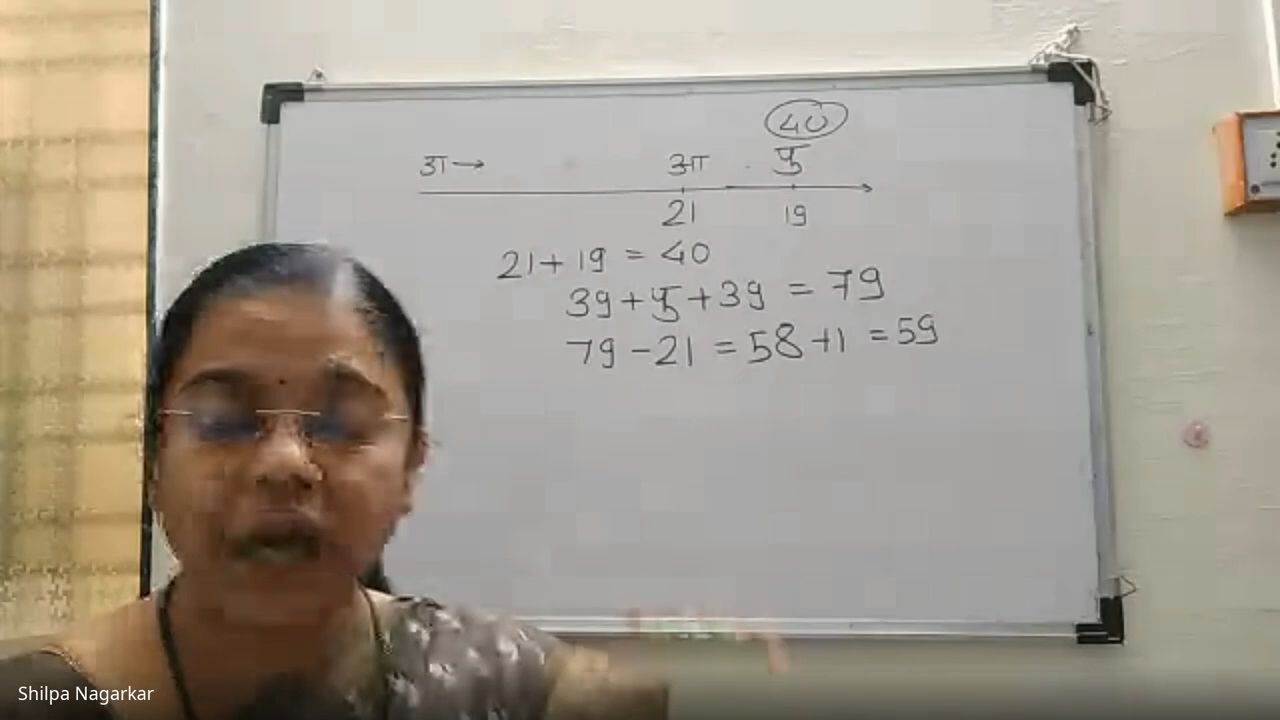 40
अ→ आ पु
21 19
21+19 = 40
39+पु+39 = 79
79-21 = 58+1 = 59
Shilpa Nagarkar